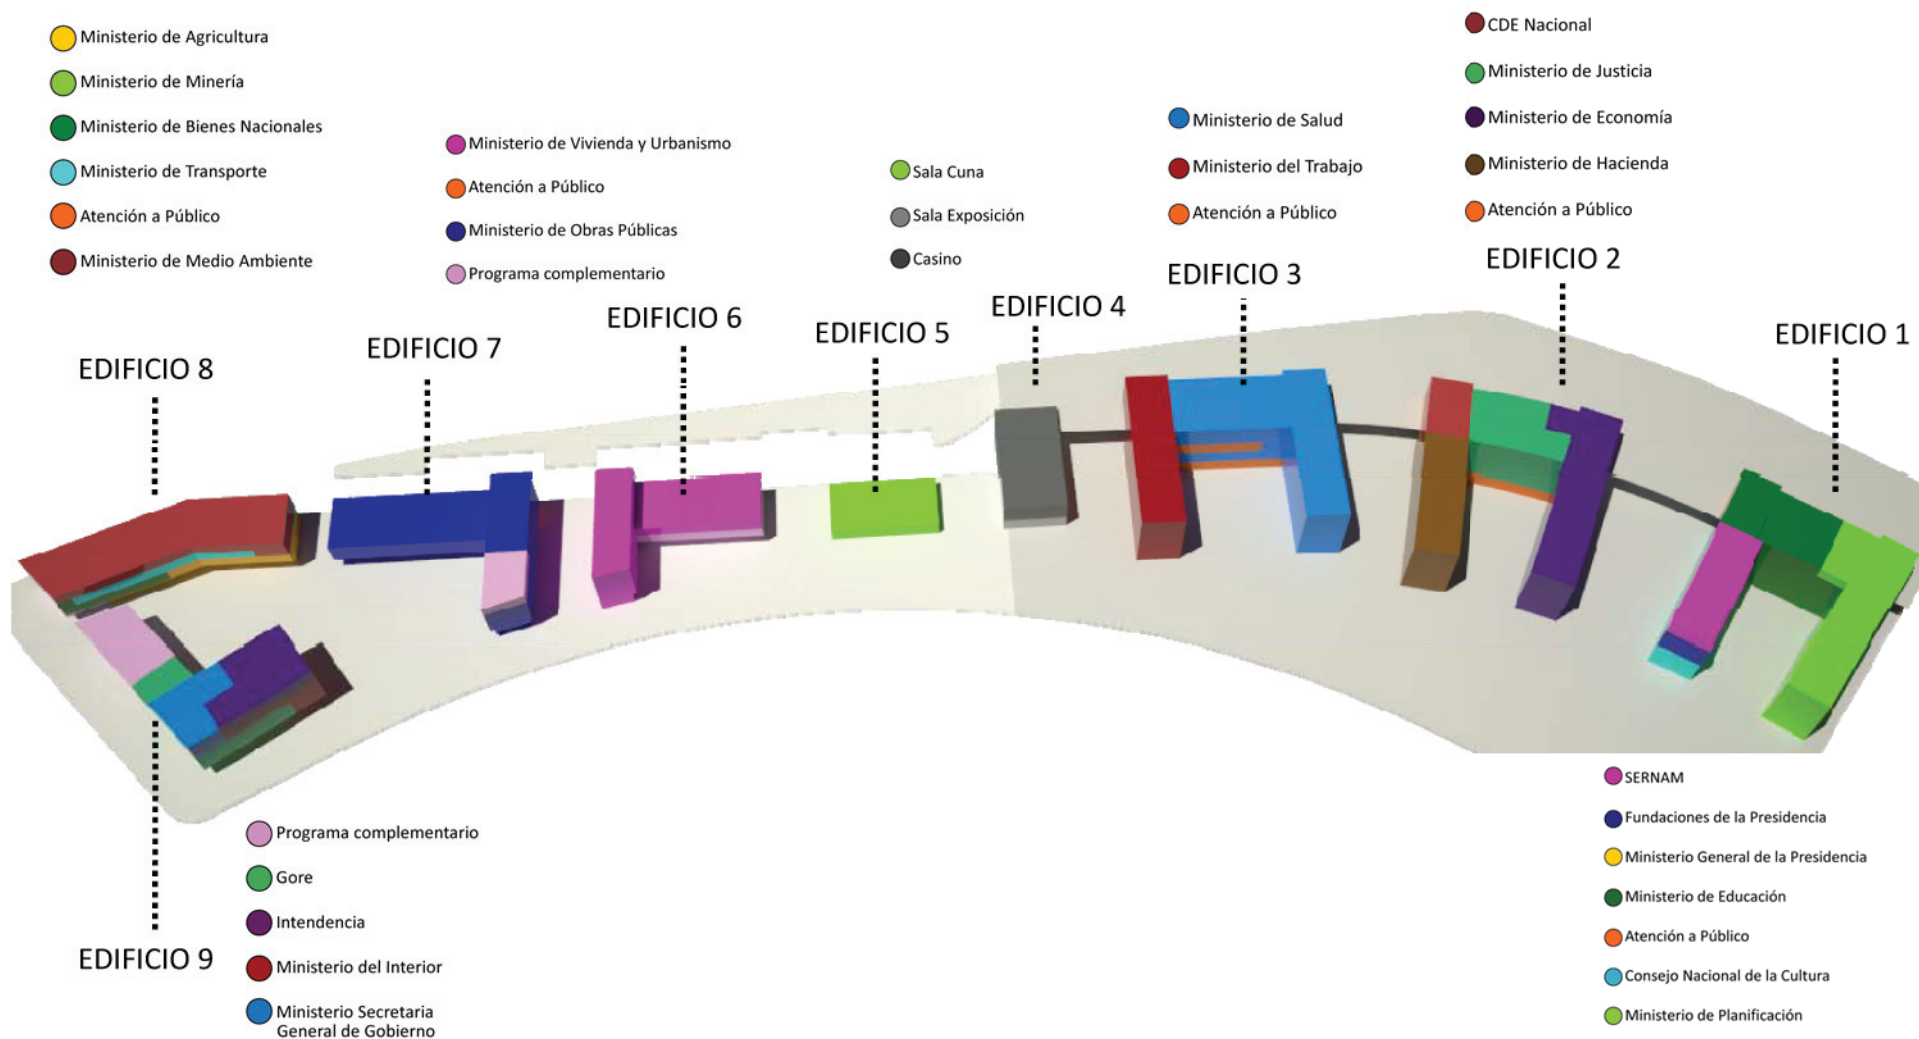 Ministerio de Agricultura
Ministerio de Minería
Ministerio de Bienes Nacionales
Ministerio de Transporte
Atención a Público
Ministerio de Medio Ambiente
Ministerio de Vivienda y Urbanismo
Atención a Público
Ministerio de Obras Públicas
Programa complementario
Sala Cuna
Sala Exposición
Casino
Ministerio de Salud
Ministerio del Trabajo
Atención a Público
CDE Nacional
Ministerio de Justicia
Ministerio de Economía
Ministerio de Hacienda
Atención a Público
EDIFICIO 8
EDIFICIO 7
EDIFICIO 6
EDIFICIO 5
EDIFICIO 4
EDIFICIO 3
EDIFICIO 2
EDIFICIO 1
EDIFICIO 9
Programa complementario
Gore
Intendencia
Ministerio del Interior
Ministerio Secretaria
General de Gobierno
SERNAM
Fundaciones de la Presidencia
Ministerio General de la Presidencia
Ministerio de Educación
Atención a Público
Consejo Nacional de la Cultura
Ministerio de Planificación